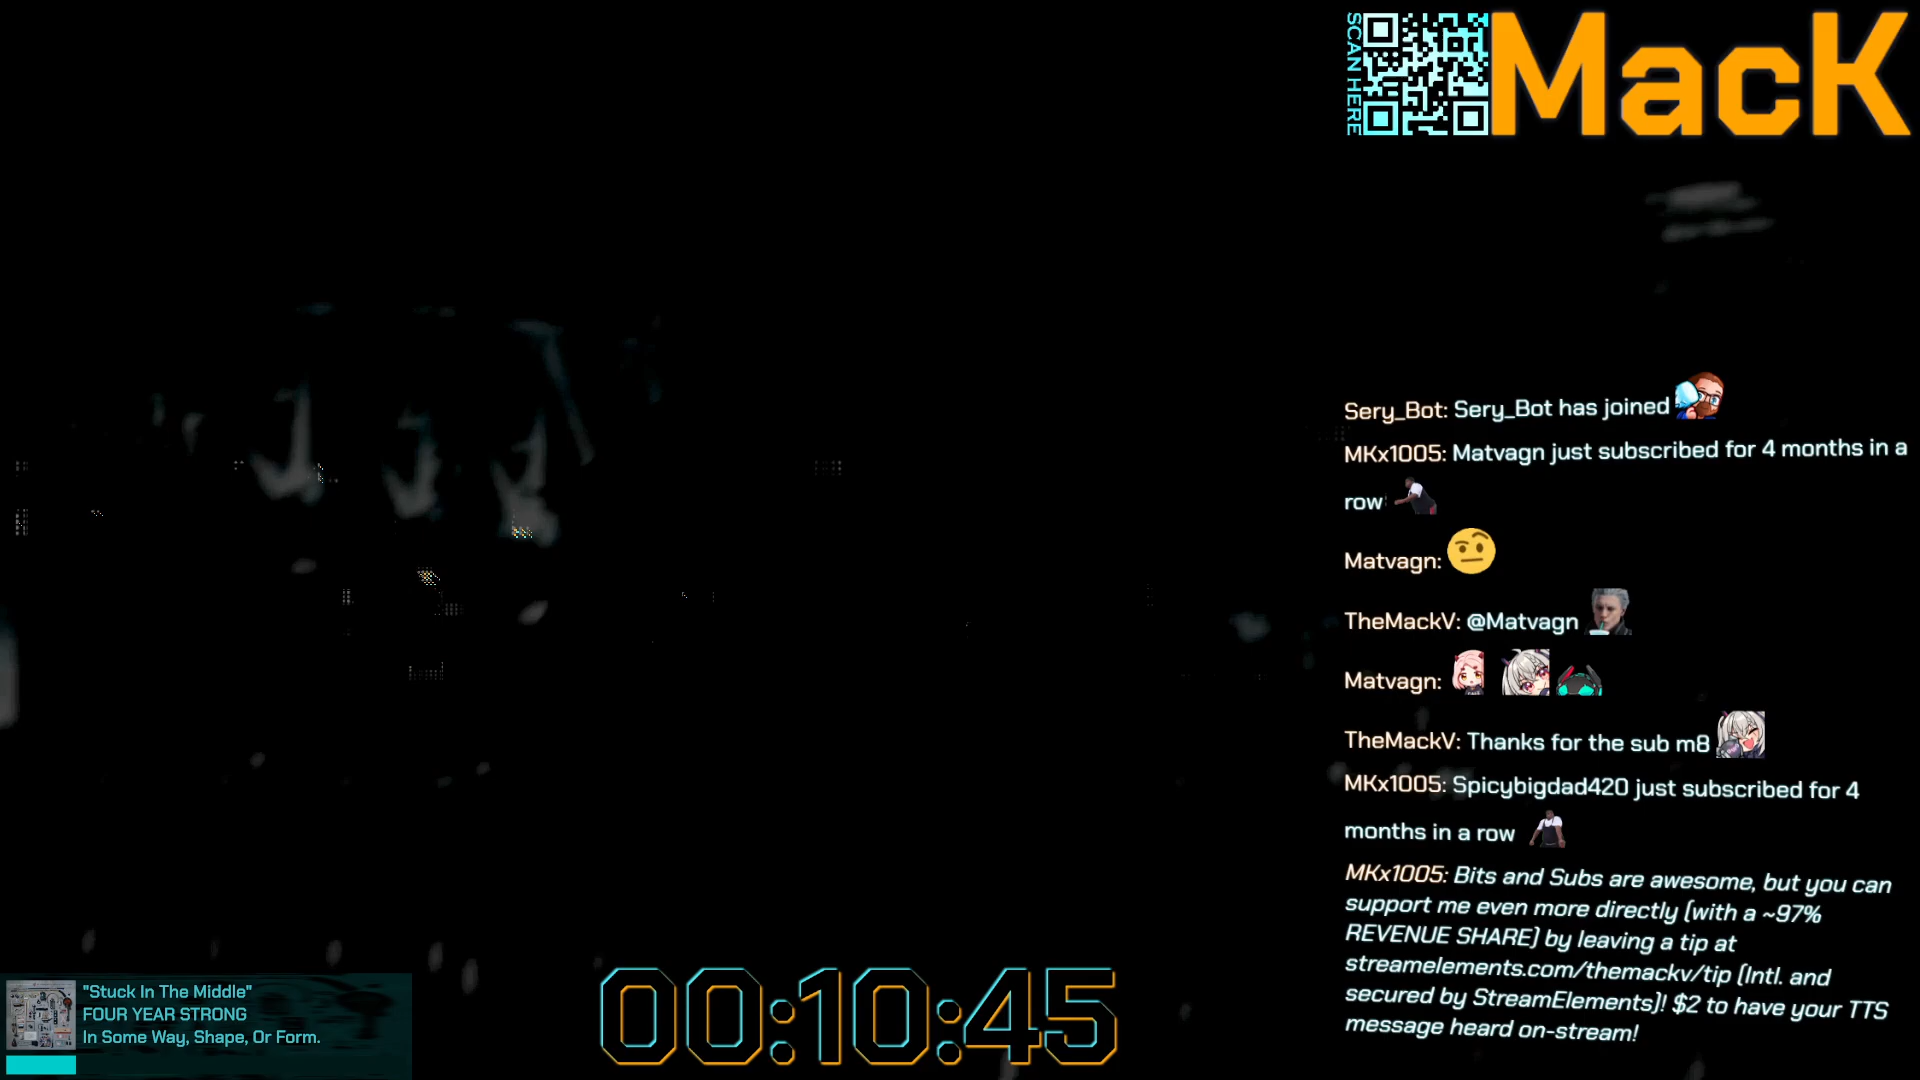 SCAN HERE
MacK
Sery_Bot: Sery_Bot has joined
MKx1005: Matvagn just subscribed for 4 months in a
row
Matvagn:
TheMackV: @Matvagn
Matvagn:
TheMackV: Thanks for the sub m8
MKx1005: Spicybigdad420 just subscribed for 4
months in a row
MKx1005: Bits and Subs are awesome, but you can
support me even more directly (with a ~97%
REVENUE SHARE) by leaving a tip at
streamelements.com/themackv/tip (Intl. and
secured by StreamElements)! $2 to have your TTS
message heard on-stream!
"Stuck In The Middle"
FOUR YEAR STRONG
In Some Way, Shape, Or Form.
00:10:45